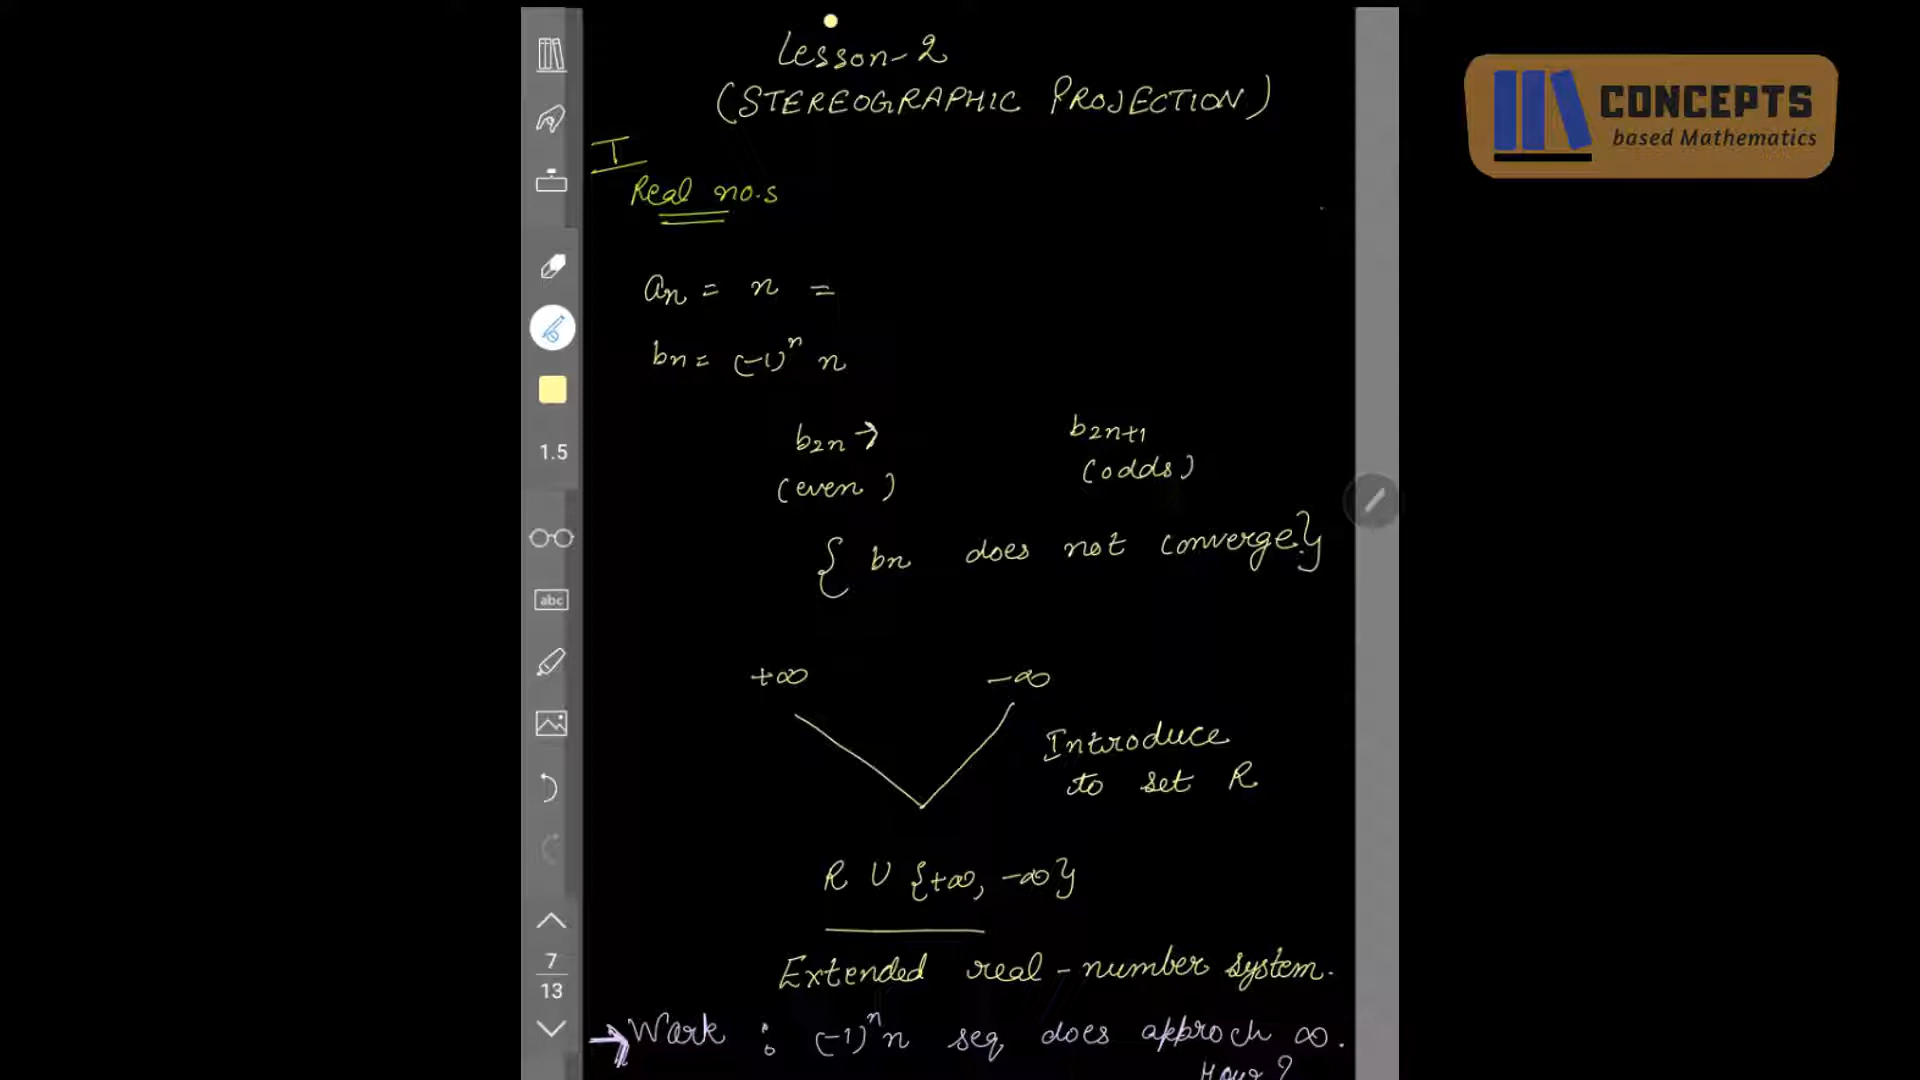 Lesson-2
(STEREOGRAPHIC PROJECTION)
CONCEPTS
based Mathematics
I
Real no.s
an = n =
bn = (-1)ⁿ n
b2n → b2n+1
(even) (odds)
{ bn does not converge}
+∞ -∞
Introduce
to set R
R U {+∞, -∞}
Extended real-number system.
→ Wark : (-1)ⁿn seq does approch ∞.
1.5
abc
7
13